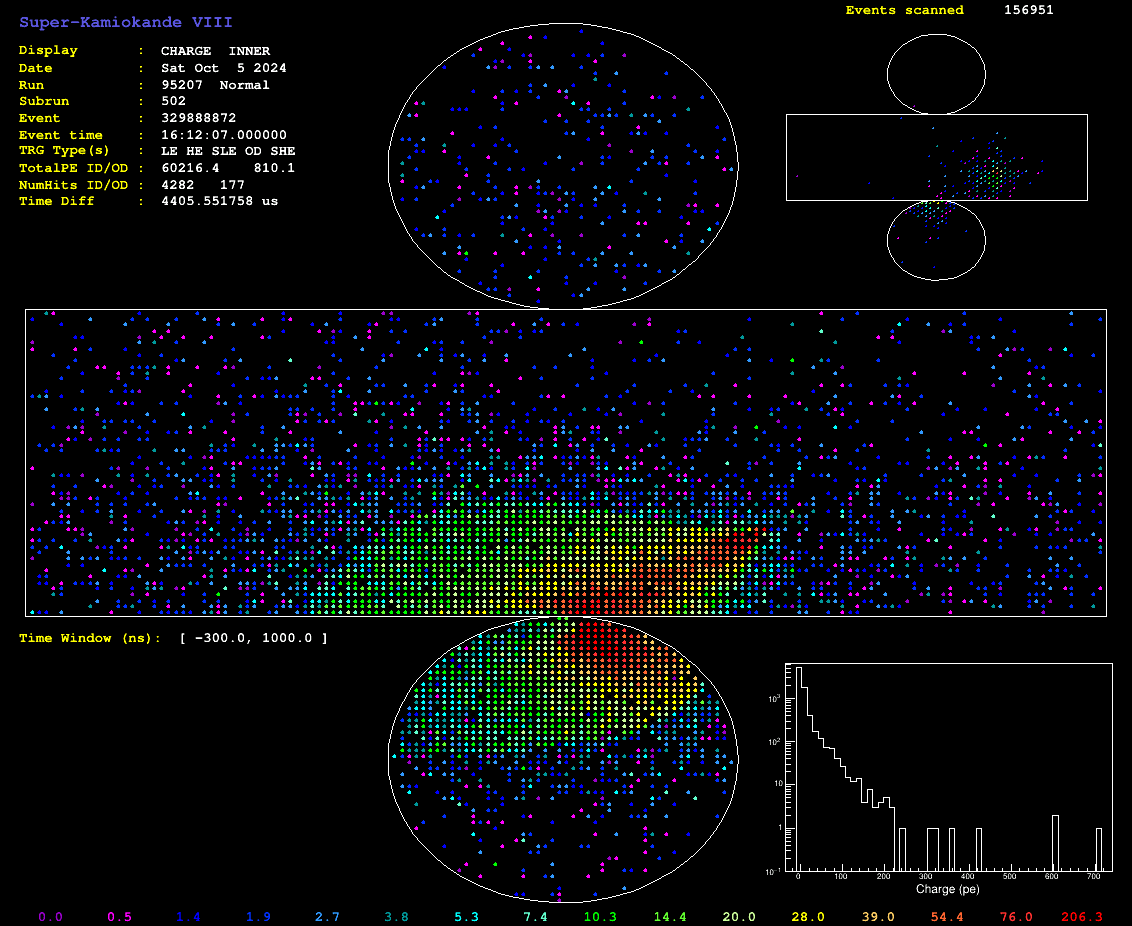 Super-Kamiokande VIII
Events scanned 156951
Display : CHARGE INNER
Date : Sat Oct 5 2024
Run : 95207 Normal
Subrun : 502
Event : 329888872
Event time : 16:12:07.000000
TRG Type(s) : LE HE SLE OD SHE
TotalPE ID/OD : 60216.4 810.1
NumHits ID/OD : 4282 177
Time Diff : 4405.551758 us
Time Window (ns): [ -300.0, 1000.0 ]
10^3
10^2
10
1
10^-1
0 100 200 300 400 500 600 700
Charge (pe)
0.0 0.5 1.4 1.9 2.7 3.8 5.3 7.4 10.3 14.4 20.0 28.0 39.0 54.4 76.0 206.3